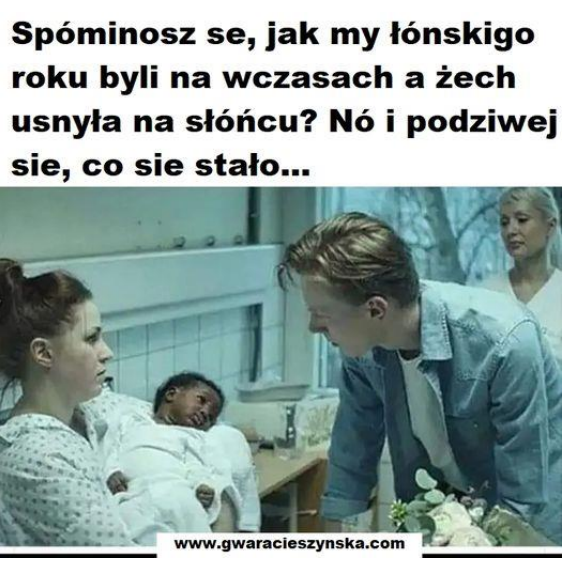 Spóminosz se, jak my łónskigo
roku byli na wczasach a żech
usnyła na słóńcu? Nó i podziwej
sie, co sie stało...
www.gwaracieszynska.com